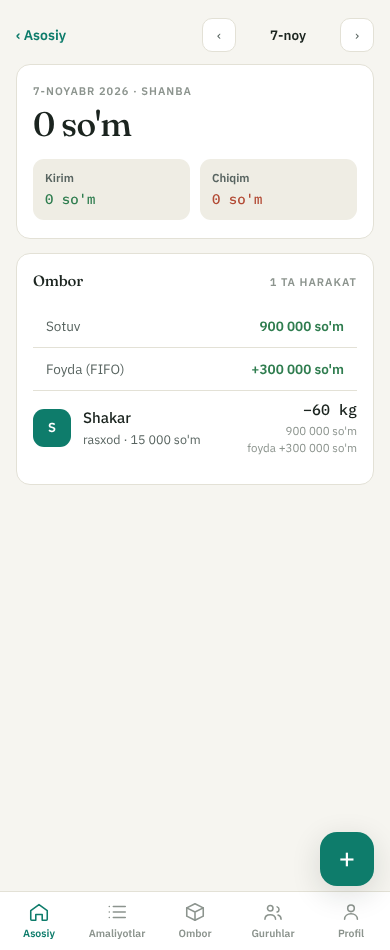 ‹ Asosiy
‹
7-noy
›
7-NOYABR 2026 · SHANBA
0 so'm
Kirim
0 so'm
Chiqim
0 so'm
Ombor
1 TA HARAKAT
Sotuv
900 000 so'm
Foyda (FIFO)
+300 000 so'm
S
Shakar
rasxod · 15 000 so'm
−60 kg
900 000 so'm
foyda +300 000 so'm
+
Asosiy
Amaliyotlar
Ombor
Guruhlar
Profil